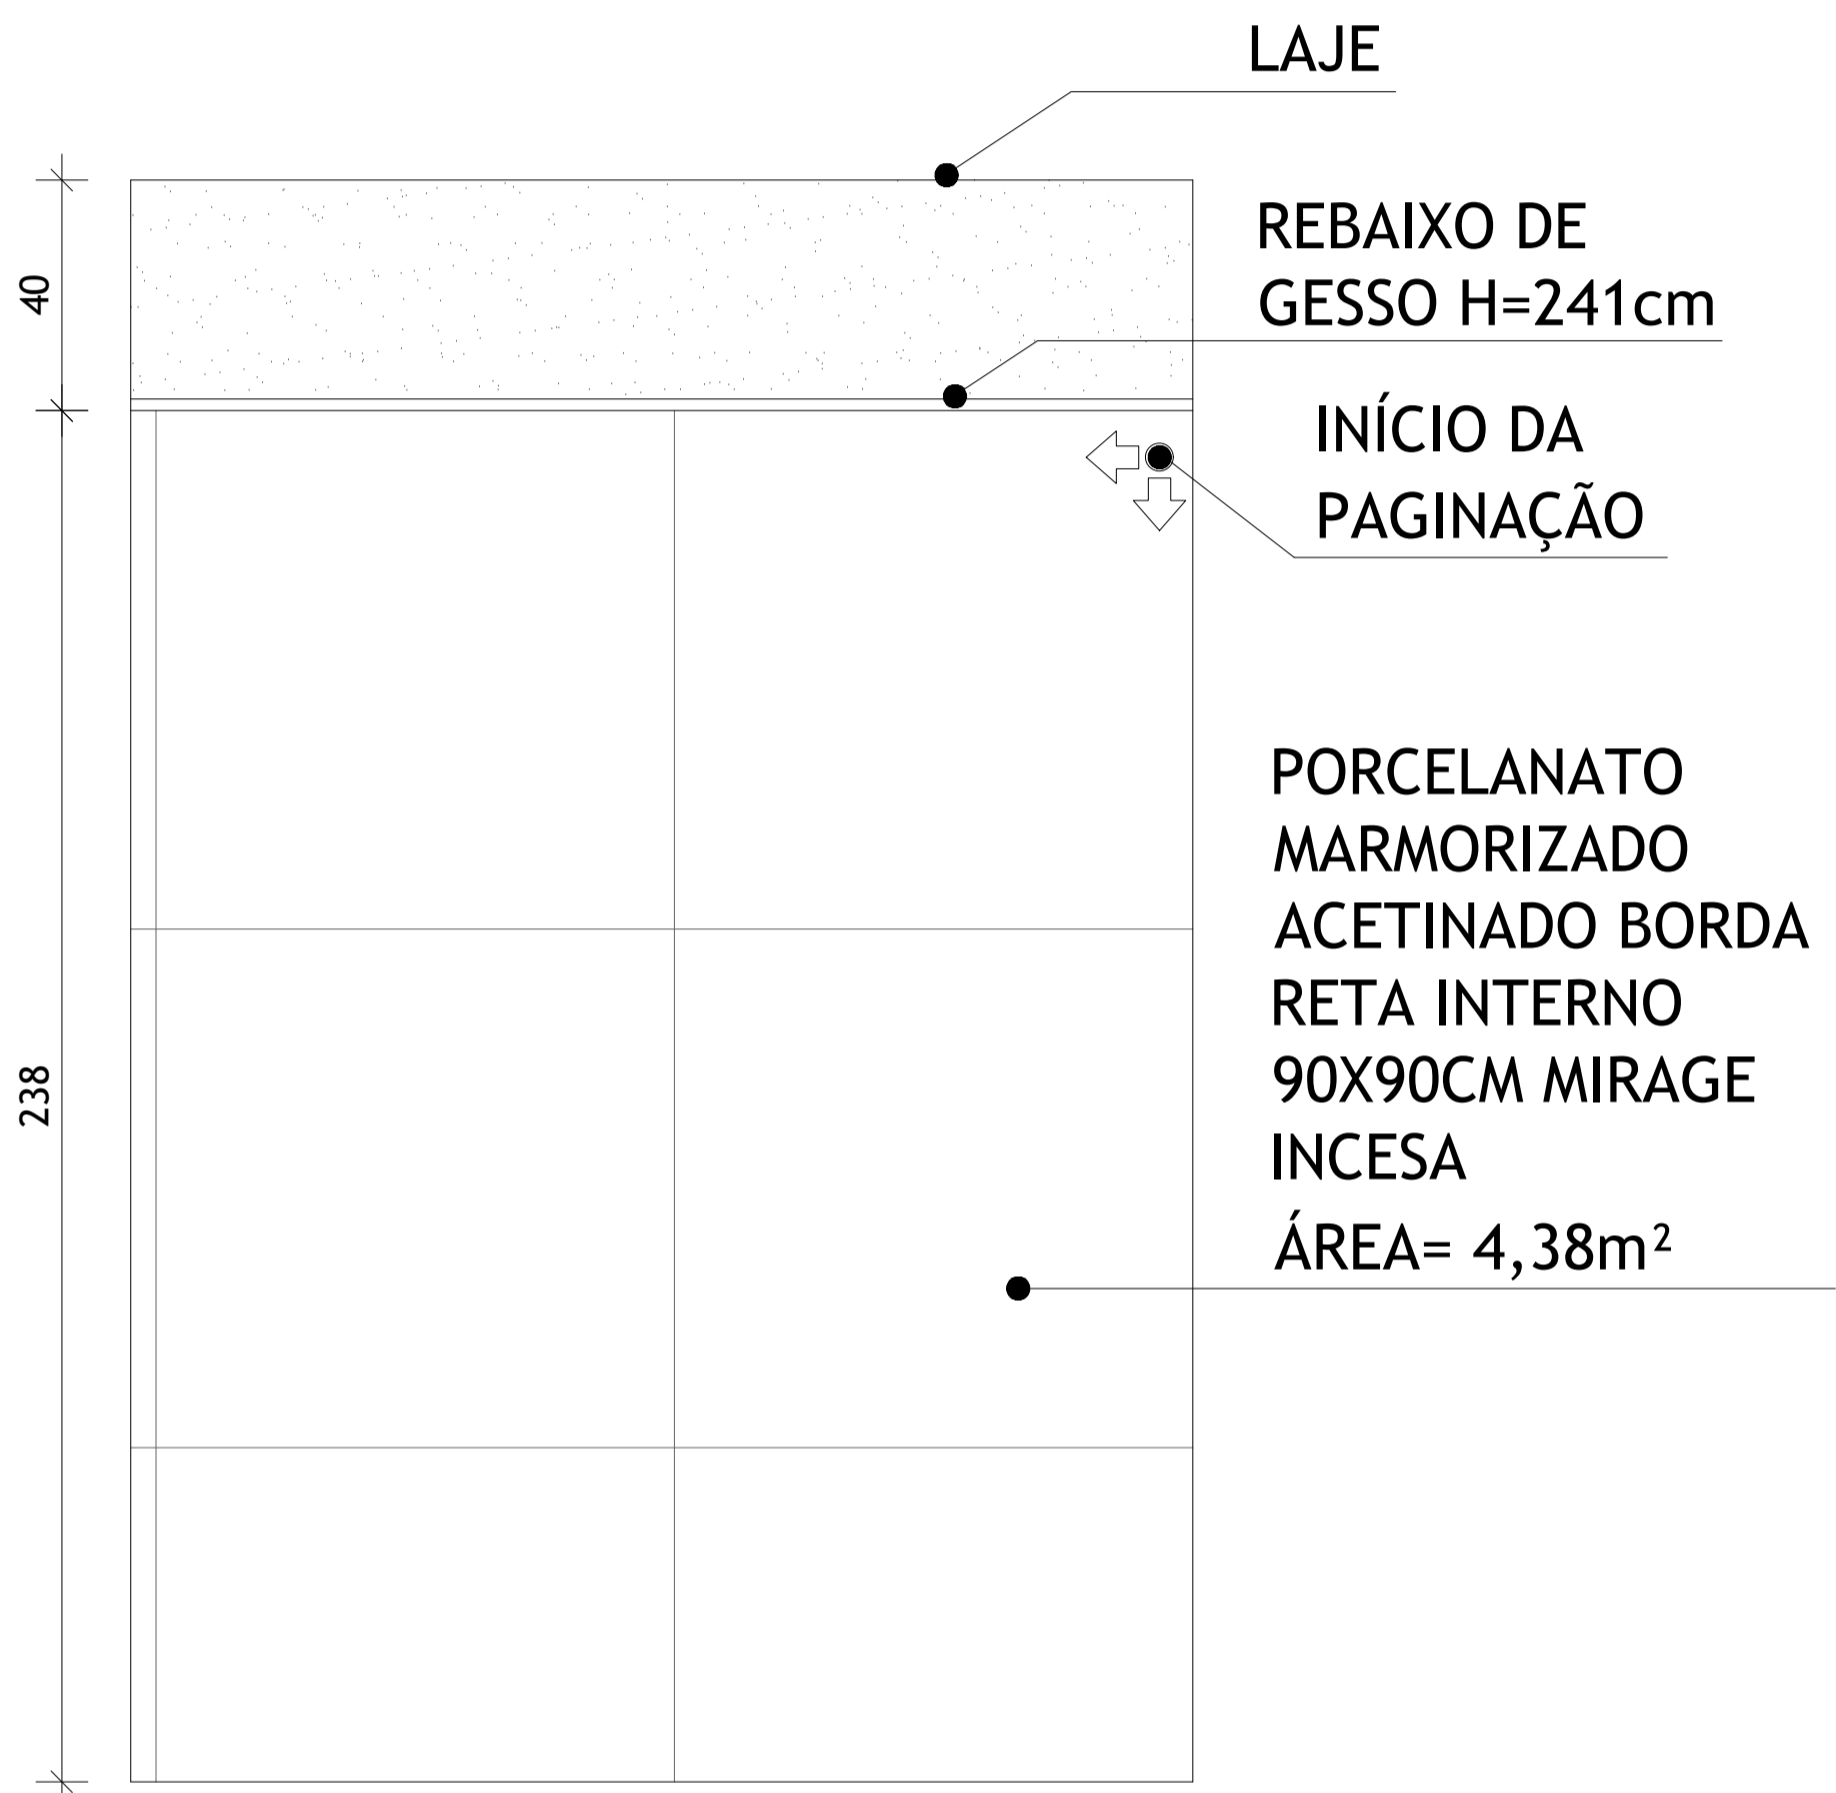 LAJE
40
REBAIXO DE
GESSO H=241cm
INÍCIO DA
PAGINAÇÃO
PORCELANATO
MARMORIZADO
ACETINADO BORDA
RETA INTERNO
90X90CM MIRAGE
INCESA
ÁREA= 4,38m²
238